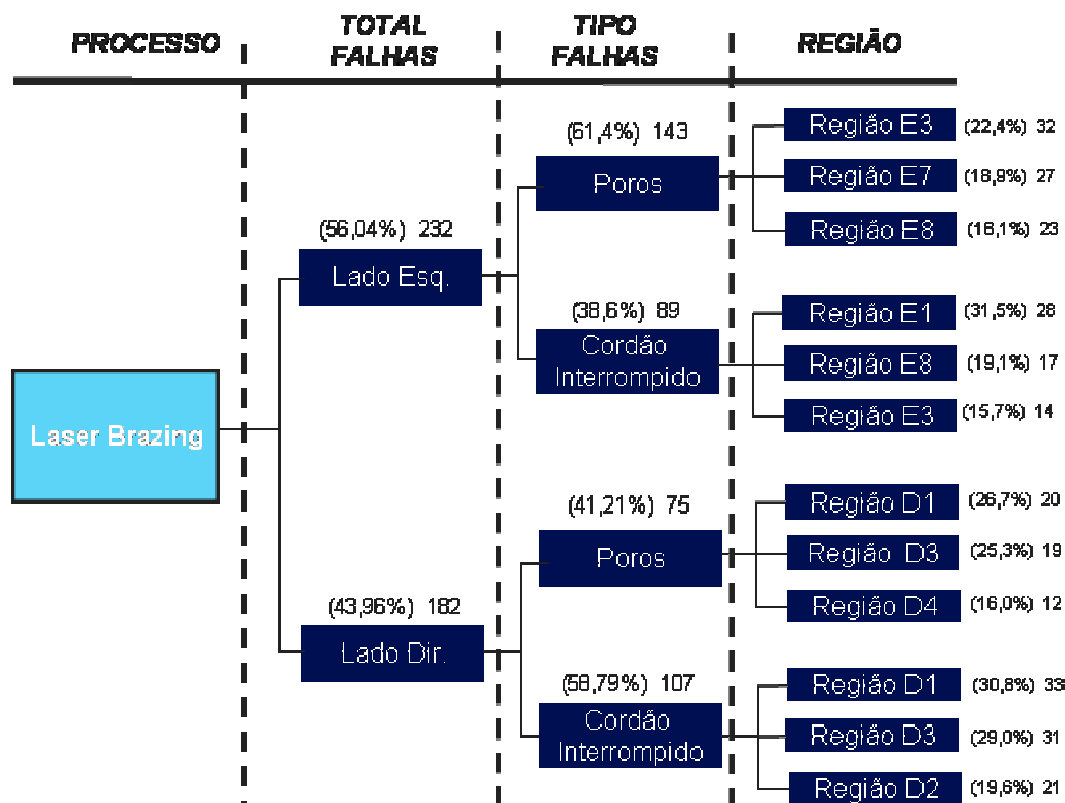 PROCESSO
TOTAL
FALHAS
TIPO
FALHAS
REGIÃO
Laser Brazing
(56,04%) 232
Lado Esq.
(61,4%) 143
Poros
Região E3 (22,4%) 32
Região E7 (18,9%) 27
Região E8 (16,1%) 23
(38,6%) 89
Cordão
Interrompido
Região E1 (31,5%) 28
Região E8 (19,1%) 17
Região E3 (15,7%) 14
(43,96%) 182
Lado Dir.
(41,21%) 75
Poros
Região D1 (26,7%) 20
Região D3 (25,3%) 19
Região D4 (16,0%) 12
(58,79%) 107
Cordão
Interrompido
Região D1 (30,8%) 33
Região D3 (29,0%) 31
Região D2 (19,6%) 21